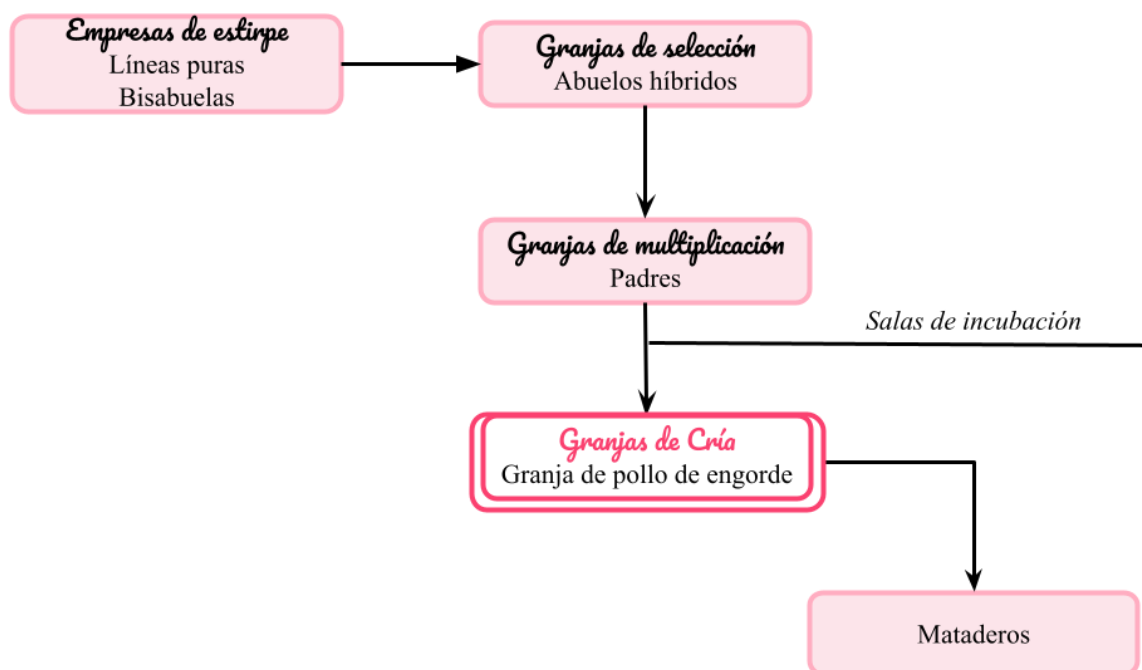 Empresas de estirpe
Líneas puras
Bisabuelas
Granjas de selección
Abuelos híbridos
Granjas de multiplicación
Padres
Salas de incubación
Granjas de Cría
Granja de pollo de engorde
Mataderos